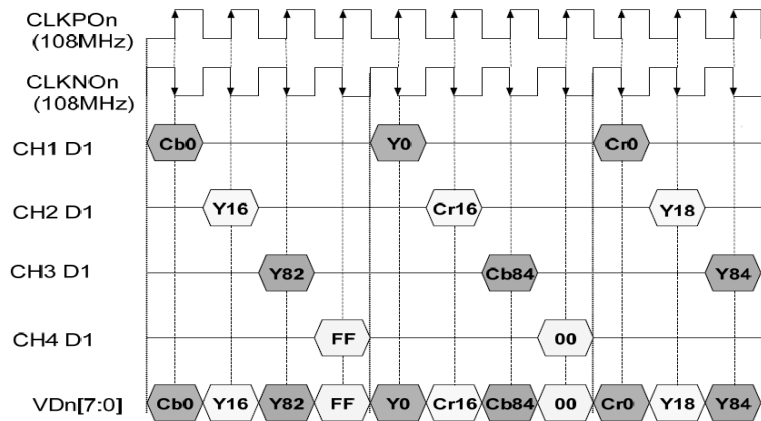 CLKPOn
(108MHz)
CLKNOn
(108MHz)
CH1 D1 Cb0 Y0 Cr0
CH2 D1 Y16 Cr16 Y18
CH3 D1 Y82 Cb84 Y84
CH4 D1 FF 00
VDn[7:0] Cb0 Y16 Y82 FF Y0 Cr16 Cb84 00 Cr0 Y18 Y84